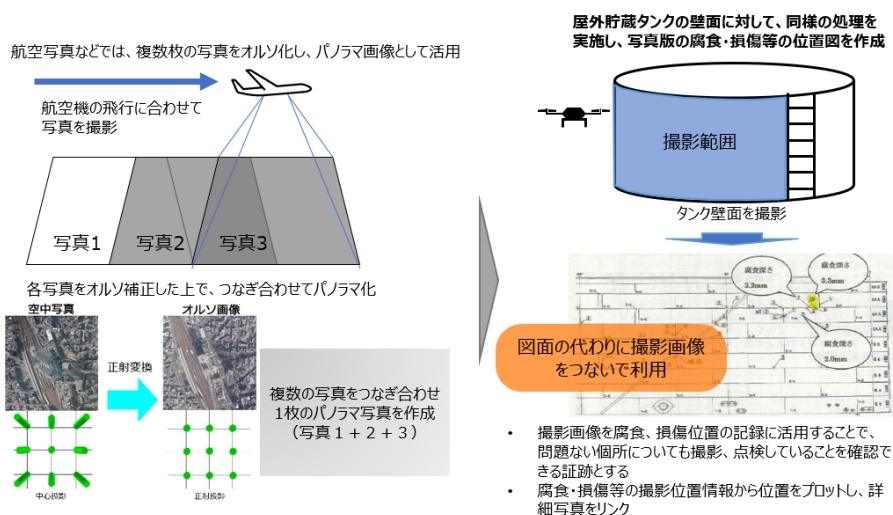 航空写真などでは、複数枚の写真をオルソ化し、パノラマ画像として活用
航空機の飛行に合わせて
写真を撮影
写真1
写真2
写真3
各写真をオルソ補正した上で、つなぎ合わせてパノラマ化
空中写真
オルソ画像
正射変換
中心投影
正射投影
複数の写真をつなぎ合わせ
1枚のパノラマ写真を作成
（写真１＋２＋３）
屋外貯蔵タンクの壁面に対して、同様の処理を
実施し、写真版の腐食・損傷等の位置図を作成
撮影範囲
タンク壁面を撮影
腐食深さ
2.2mm
腐食深さ
3.3mm
腐食深さ
2.0mm
図面の代わりに撮影画像
をつないで利用
• 撮影画像を腐食、損傷位置の記録に活用することで、
問題ない個所についても撮影、点検していることを確認で
きる証跡とする
• 腐食・損傷等の撮影位置情報から位置をプロットし、詳
細写真をリンク